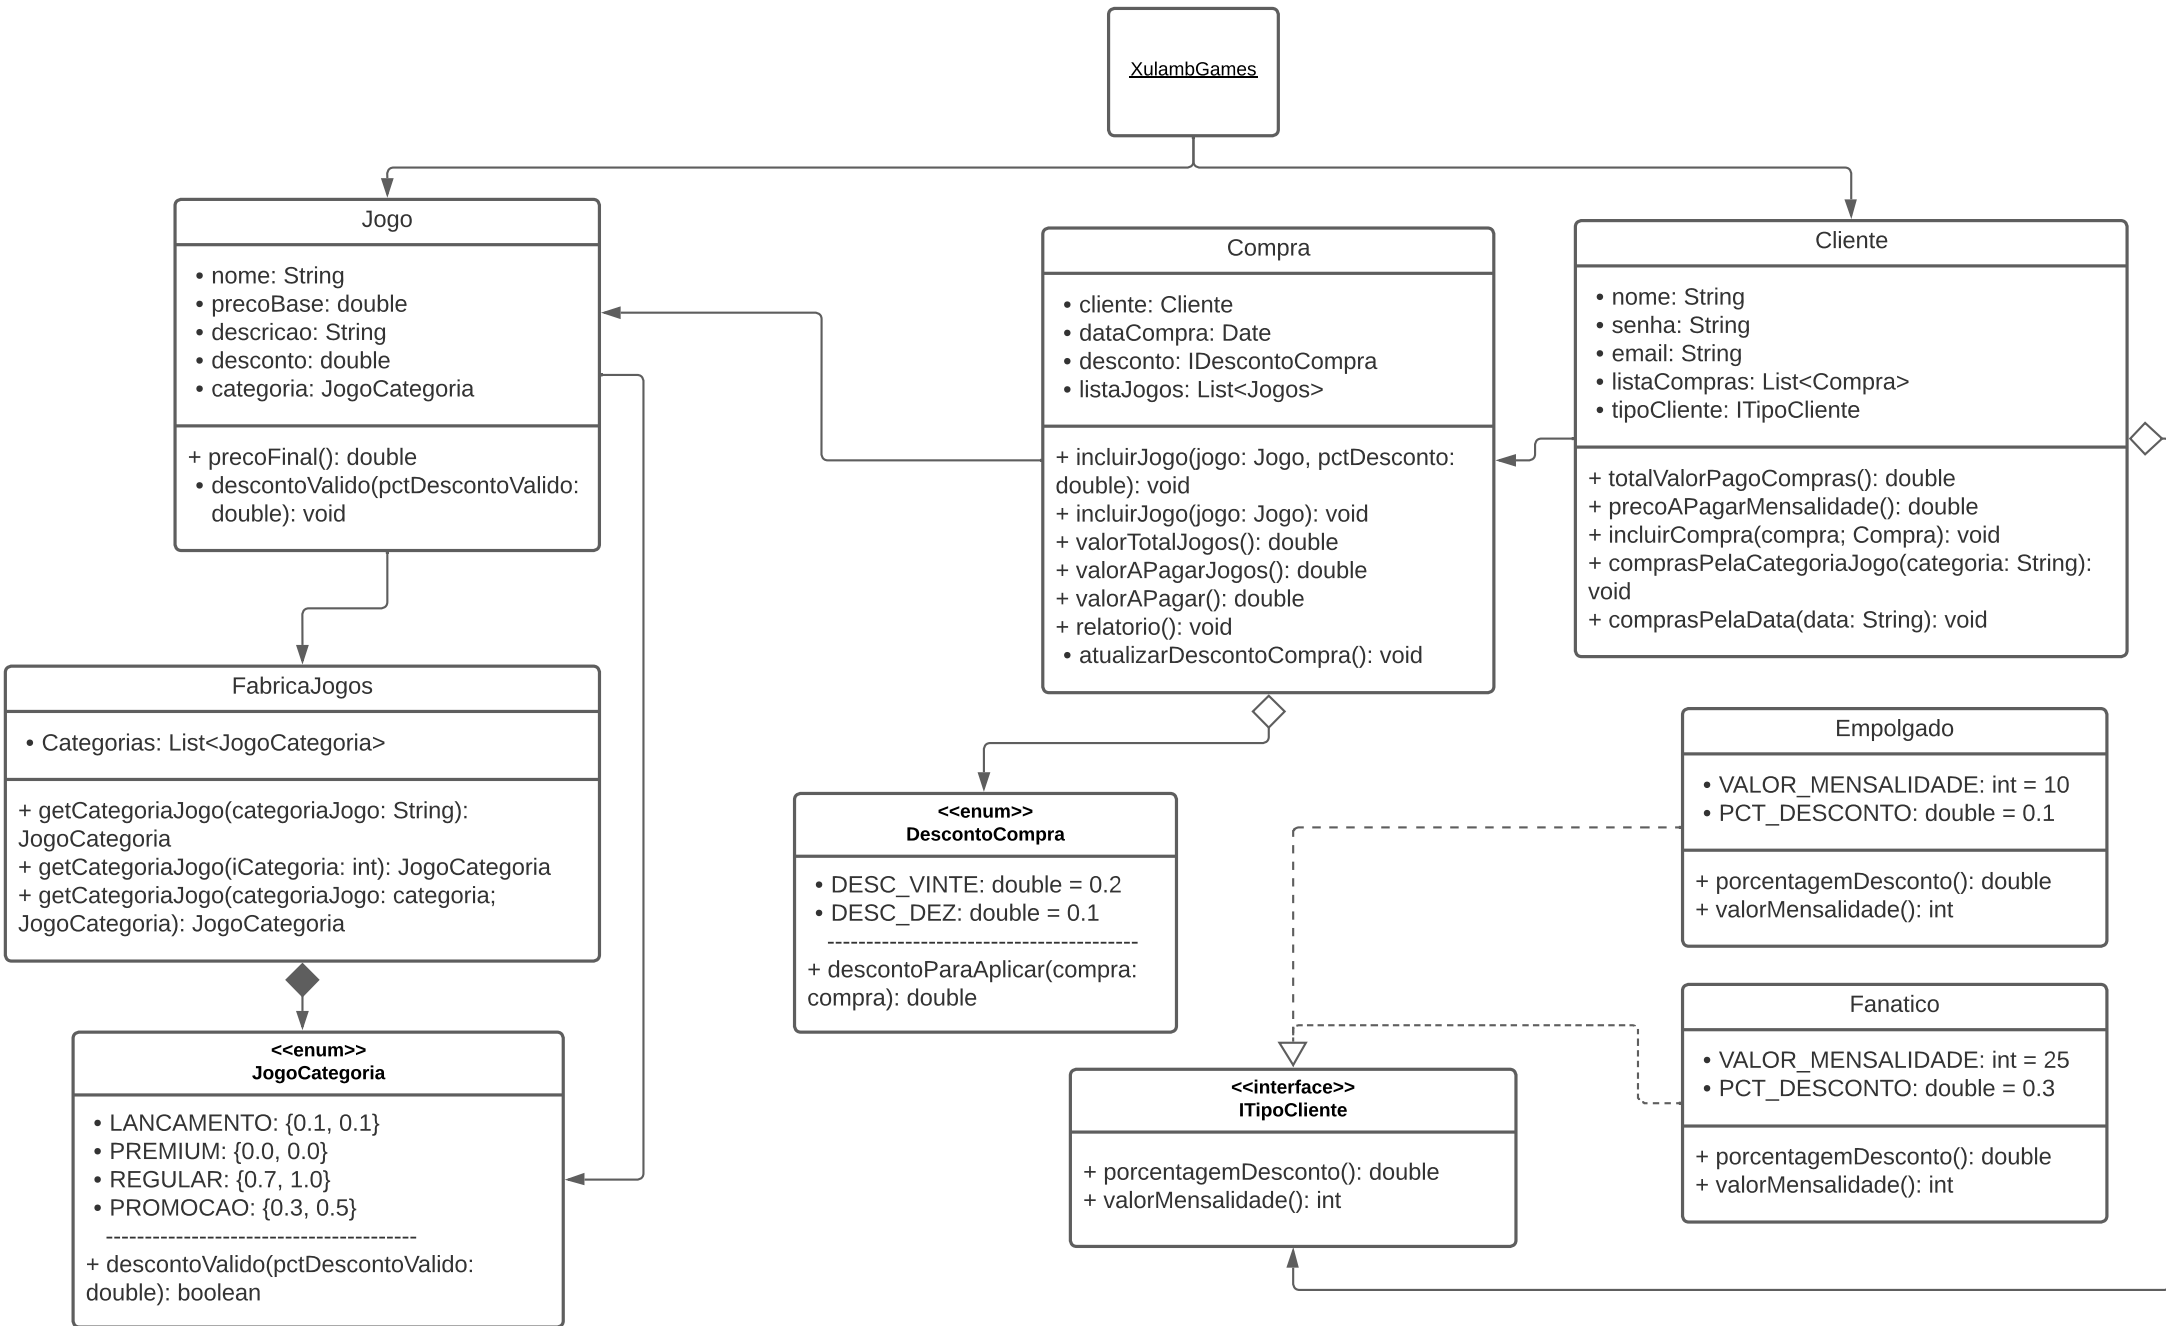 XulambGames
Jogo
• nome: String
• precoBase: double
• descricao: String
• desconto: double
• categoria: JogoCategoria
+ precoFinal(): double
• descontoValido(pctDescontoValido:
double): void
Compra
• cliente: Cliente
• dataCompra: Date
• desconto: IDescontoCompra
• listaJogos: List<Jogos>
+ incluirJogo(jogo: Jogo, pctDesconto:
double): void
+ incluirJogo(jogo: Jogo): void
+ valorTotalJogos(): double
+ valorAPagarJogos(): double
+ valorAPagar(): double
+ relatorio(): void
• atualizarDescontoCompra(): void
Cliente
• nome: String
• senha: String
• email: String
• listaCompras: List<Compra>
• tipoCliente: ITipoCliente
+ totalValorPagoCompras(): double
+ precoAPagarMensalidade(): double
+ incluirCompra(compra; Compra): void
+ comprasPelaCategoriaJogo(categoria: String):
void
+ comprasPelaData(data: String): void
FabricaJogos
• Categorias: List<JogoCategoria>
+ getCategoriaJogo(categoriaJogo: String):
JogoCategoria
+ getCategoriaJogo(iCategoria: int): JogoCategoria
+ getCategoriaJogo(categoriaJogo: categoria;
JogoCategoria): JogoCategoria
<<enum>>
JogoCategoria
• LANCAMENTO: {0.1, 0.1}
• PREMIUM: {0.0, 0.0}
• REGULAR: {0.7, 1.0}
• PROMOCAO: {0.3, 0.5}
----------------------------------------
+ descontoValido(pctDescontoValido:
double): boolean
<<enum>>
DescontoCompra
• DESC_VINTE: double = 0.2
• DESC_DEZ: double = 0.1
----------------------------------------
+ descontoParaAplicar(compra:
compra): double
Empolgado
• VALOR_MENSALIDADE: int = 10
• PCT_DESCONTO: double = 0.1
+ porcentagemDesconto(): double
+ valorMensalidade(): int
Fanatico
• VALOR_MENSALIDADE: int = 25
• PCT_DESCONTO: double = 0.3
+ porcentagemDesconto(): double
+ valorMensalidade(): int
<<interface>>
ITipoCliente
+ porcentagemDesconto(): double
+ valorMensalidade(): int